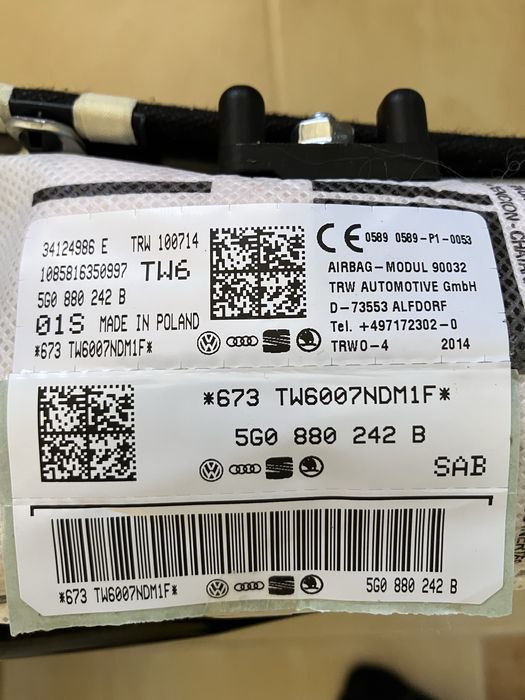 34124986 E TRW 100714
1085816350997 TW6
5G0 880 242 B
01S MADE IN POLAND
*673 TW6007NDM1F*
CE 0589 0589-P1-0053
AIRBAG-MODUL 90032
TRW AUTOMOTIVE GmbH
D-73553 ALFDORF
Tel. +497172302-0
TRWO-4 2014
*673 TW6007NDM1F*
5G0 880 242 B
SAB
*673 TW6007NDM1F* 5G0 880 242 B